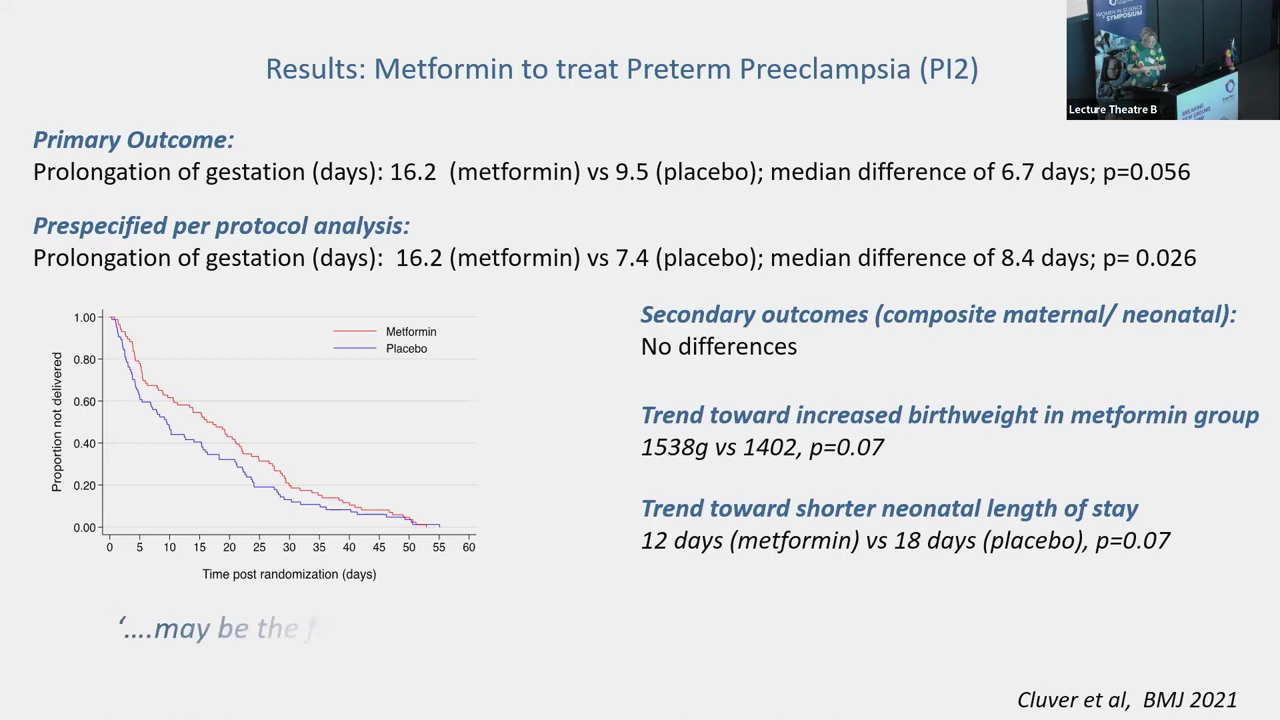 WOMEN IN SCIENCE
SYMPOSIUM
Lecture Theatre B
BREAKING
Results: Metformin to treat Preterm Preeclampsia (PI2)
Primary Outcome:
Prolongation of gestation (days): 16.2 (metformin) vs 9.5 (placebo); median difference of 6.7 days; p=0.056
Prespecified per protocol analysis:
Prolongation of gestation (days): 16.2 (metformin) vs 7.4 (placebo); median difference of 8.4 days; p= 0.026
1.00
0.80
0.60
0.40
0.20
0.00
Proportion not delivered
Metformin
Placebo
0 5 10 15 20 25 30 35 40 45 50 55 60
Time post randomization (days)
Secondary outcomes (composite maternal/ neonatal):
No differences
Trend toward increased birthweight in metformin group
1538g vs 1402, p=0.07
Trend toward shorter neonatal length of stay
12 days (metformin) vs 18 days (placebo), p=0.07
‘….may be the f
Cluver et al, BMJ 2021